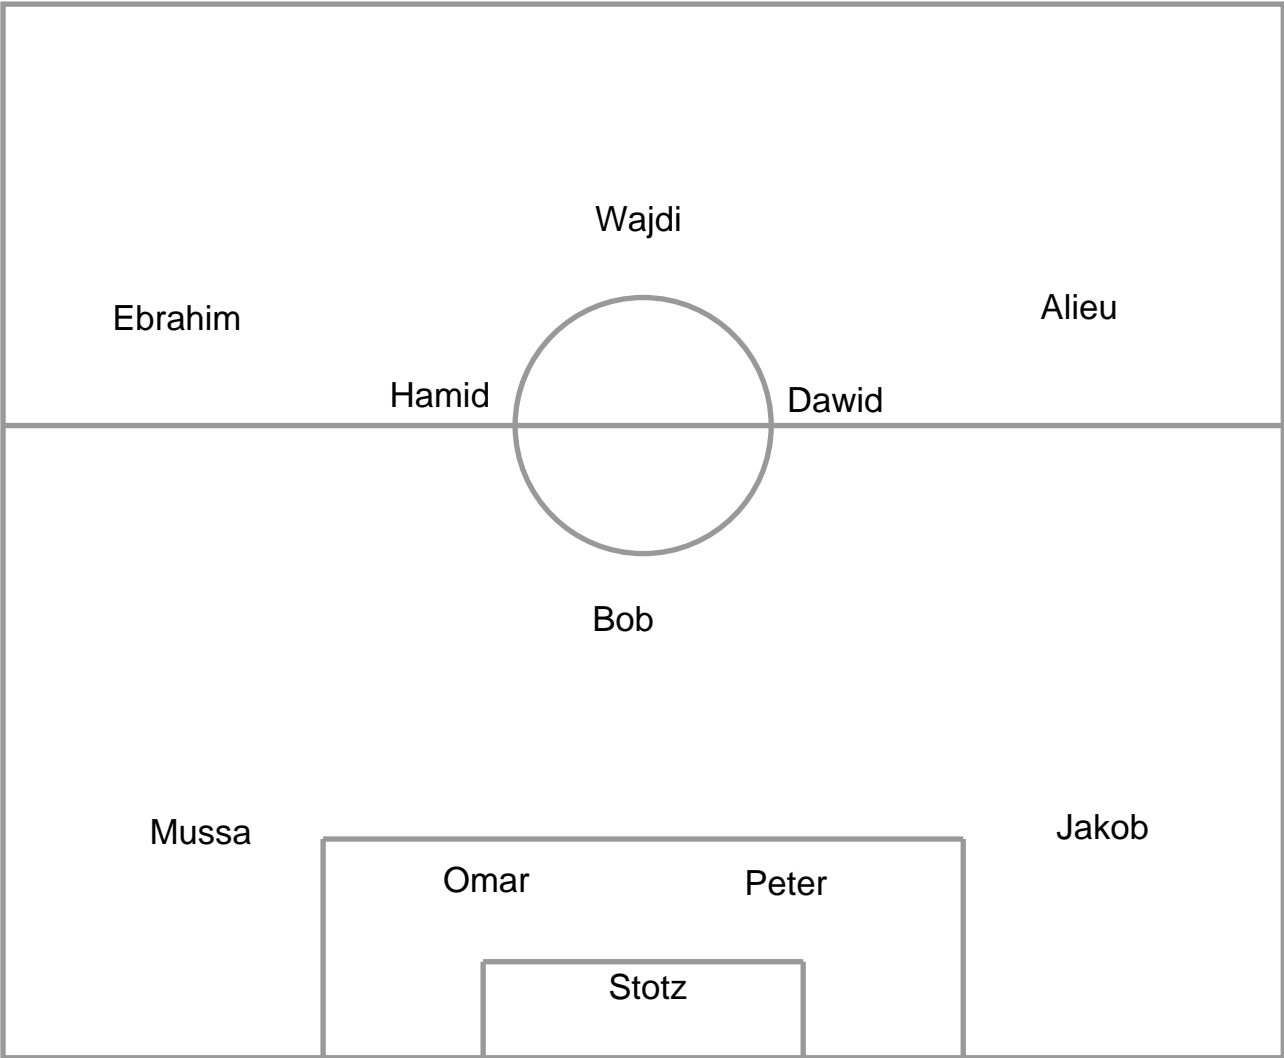 Wajdi
Ebrahim
Alieu
Hamid
Dawid
Bob
Mussa
Jakob
Omar
Peter
Stotz